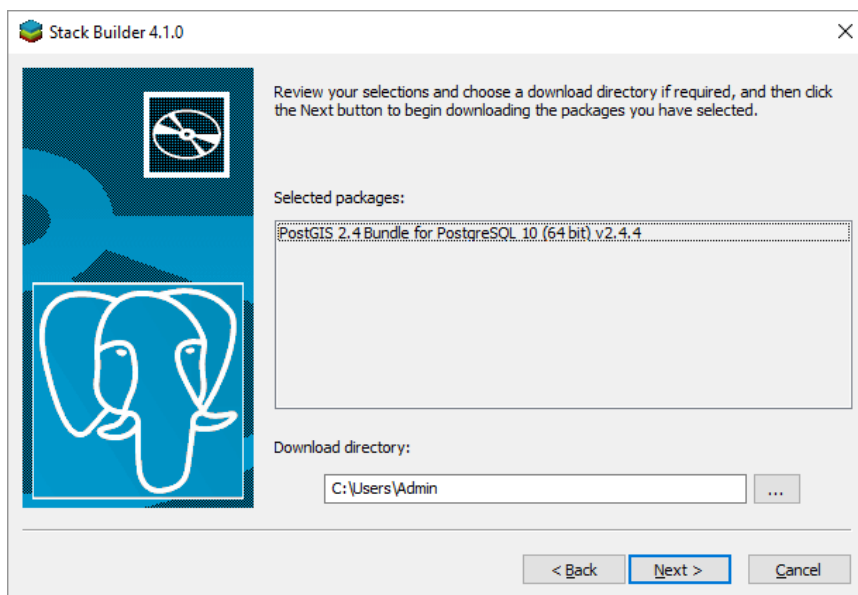 Stack Builder 4.1.0
Review your selections and choose a download directory if required, and then click
the Next button to begin downloading the packages you have selected.
Selected packages:
PostGIS 2.4 Bundle for PostgreSQL 10 (64 bit) v2.4.4
Download directory:
C:\Users\Admin
...
< Back
Next >
Cancel